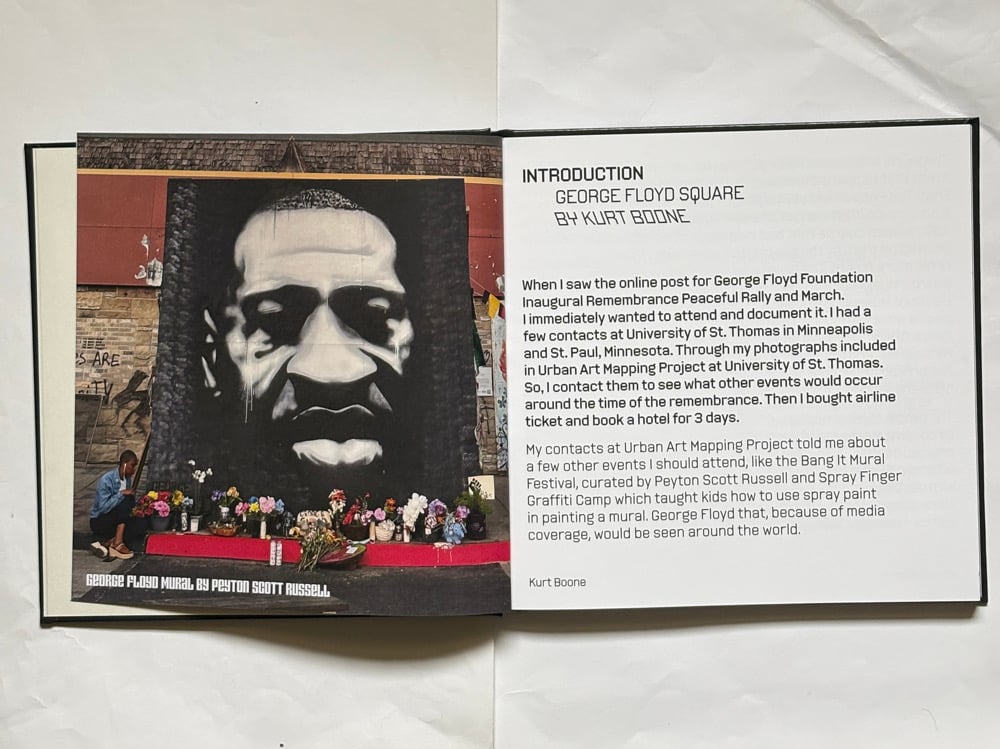 S ARE
GEORGE FLOYD MURAL BY PEYTON SCOTT RUSSELL
INTRODUCTION
GEORGE FLOYD SQUARE
BY KURT BOONE
When I saw the online post for George Floyd Foundation
Inaugural Remembrance Peaceful Rally and March.
I immediately wanted to attend and document it. I had a
few contacts at University of St. Thomas in Minneapolis
and St. Paul, Minnesota. Through my photographs included
in Urban Art Mapping Project at University of St. Thomas.
So, I contact them to see what other events would occur
around the time of the remembrance. Then I bought airline
ticket and book a hotel for 3 days.
My contacts at Urban Art Mapping Project told me about
a few other events I should attend, like the Bang It Mural
Festival, curated by Peyton Scott Russell and Spray Finger
Graffiti Camp which taught kids how to use spray paint
in painting a mural. George Floyd that, because of media
coverage, would be seen around the world.
Kurt Boone